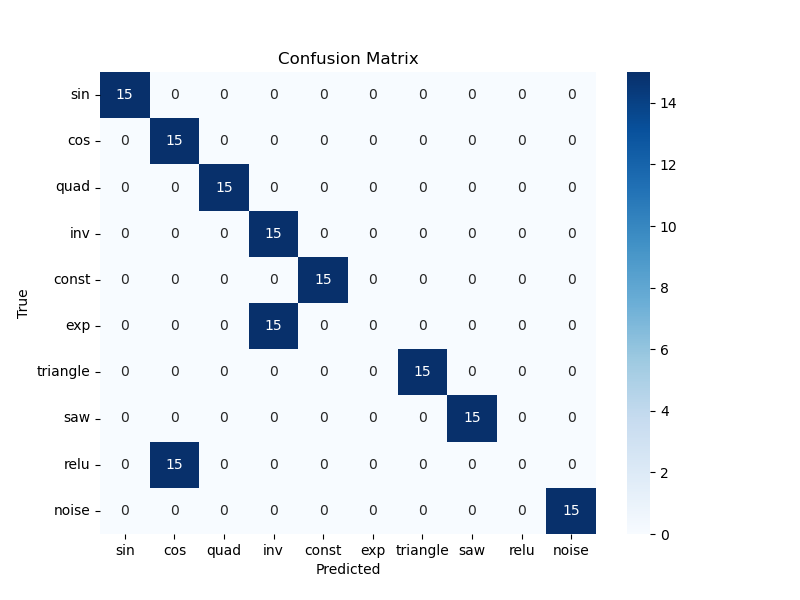 Confusion Matrix
sin 15 0 0 0 0 0 0 0 0 0
cos 0 15 0 0 0 0 0 0 0 0
quad 0 0 15 0 0 0 0 0 0 0
inv 0 0 0 15 0 0 0 0 0 0
const 0 0 0 0 15 0 0 0 0 0
exp 0 0 0 15 0 0 0 0 0 0
triangle 0 0 0 0 0 0 15 0 0 0
saw 0 0 0 0 0 0 0 15 0 0
relu 0 15 0 0 0 0 0 0 0 0
noise 0 0 0 0 0 0 0 0 0 15
sin cos quad inv const exp triangle saw relu noise
Predicted
True
14
12
10
8
6
4
2
0